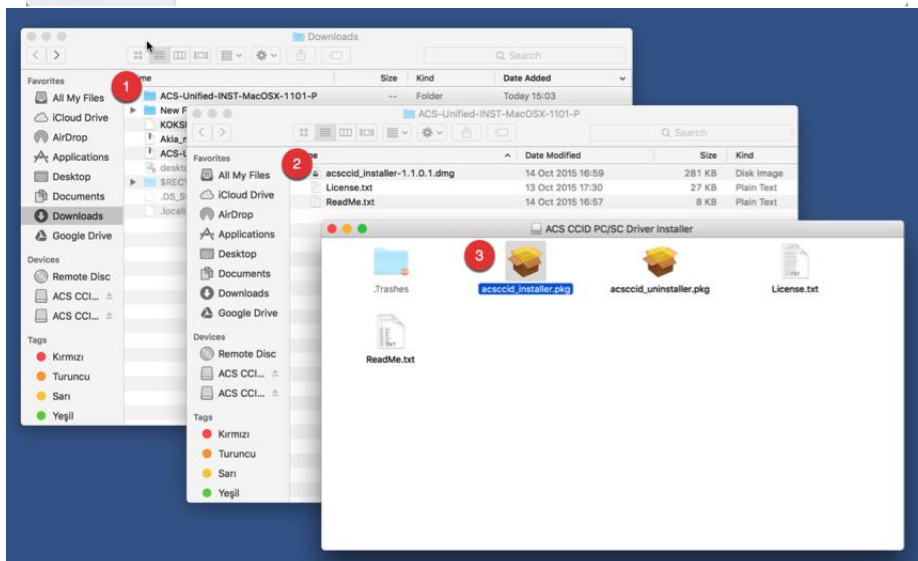 Downloads
Search
Favorites
All My Files
iCloud Drive
AirDrop
Applications
Desktop
Documents
Downloads
Google Drive
Devices
Remote Disc
ACS CCI...
ACS CCI...
Tags
Kırmızı
Turuncu
Sarı
Yeşil
me Size Kind Date Added
1
ACS-Unified-INST-MacOSX-1101-P -- Folder Today 15:03
New F
KOKS
Akia_r
ACS-U
deskto
$RECY
.DS_S
.locali
ACS-Unified-INST-MacOSX-1101-P
Search
Favorites
All My Files
iCloud Drive
AirDrop
Applications
Desktop
Documents
Downloads
Google Drive
Devices
Remote Disc
ACS CCI...
ACS CCI...
Tags
Kırmızı
Turuncu
Sarı
Yeşil
me Date Modified Size Kind
2
acsccid_installer-1.1.0.1.dmg 14 Oct 2015 16:59 281 KB Disk Image
License.txt 13 Oct 2015 17:30 27 KB Plain Text
ReadMe.txt 14 Oct 2015 16:57 8 KB Plain Text
ACS CCID PC/SC Driver Installer
3
.Trashes
acsccid_installer.pkg
acsccid_uninstaller.pkg
License.txt
ReadMe.txt